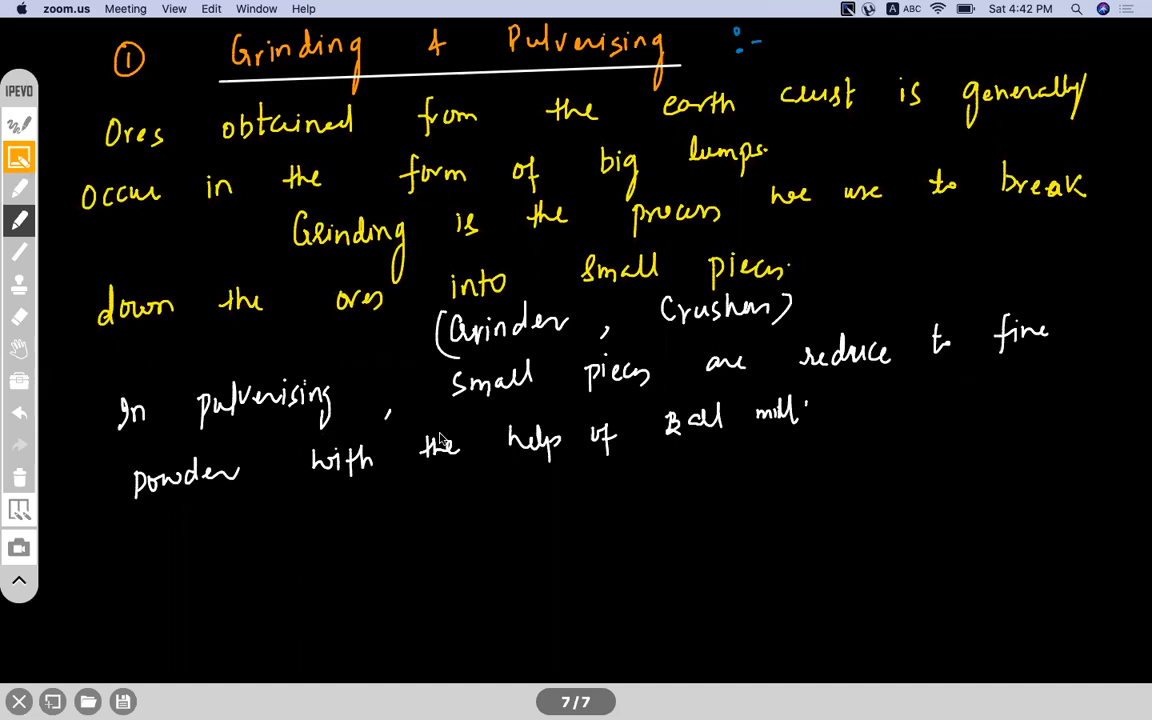 zoom.us Meeting View Edit Window Help A ABC Sat 4:42 PM
IPEVO
① Grinding & Pulverising :-
Ores obtained from the earth crust is generally
occur in the form of big lumps.
Grinding is the process we use to break
down the ores into small pieces.
(Grinder, Crushers)
In pulverising, small pieces are reduce to fine
powder with the help of Ball mill.
7/7